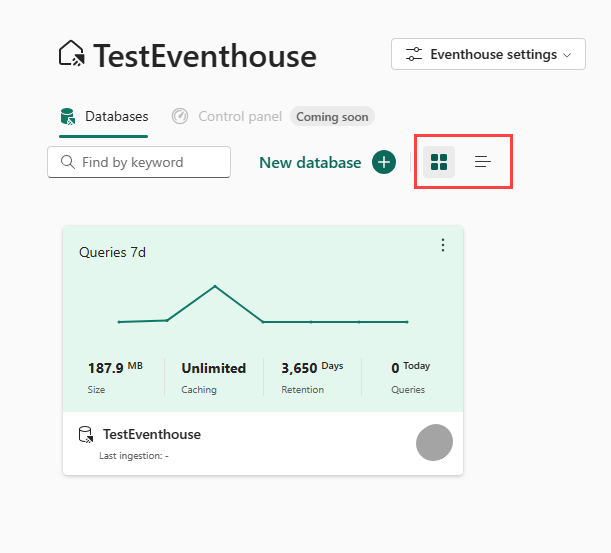 TestEventhouse
Eventhouse settings
Databases
Control panel
Coming soon
Find by keyword
New database
Queries 7d
187.9 MB
Size
Unlimited
Caching
3,650 Days
Retention
0 Today
Queries
TestEventhouse
Last ingestion: -